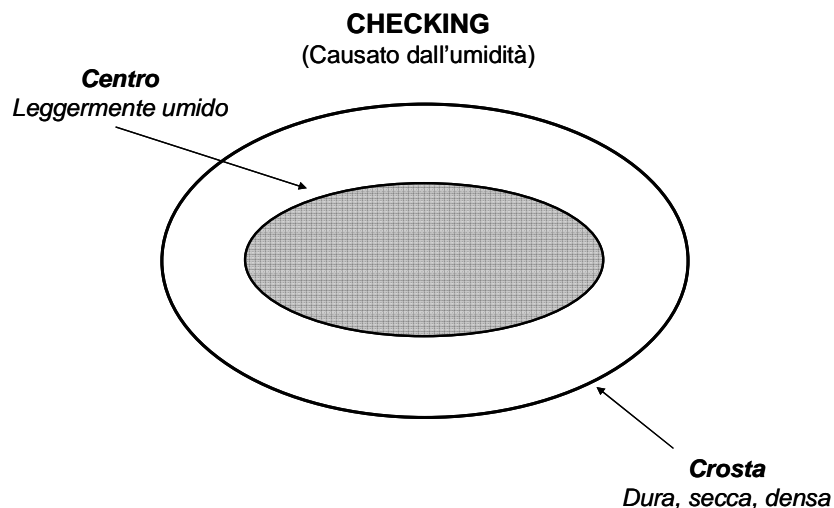 CHECKING
(Causato dall'umidità)
Centro
Leggermente umido
Crosta
Dura, secca, densa